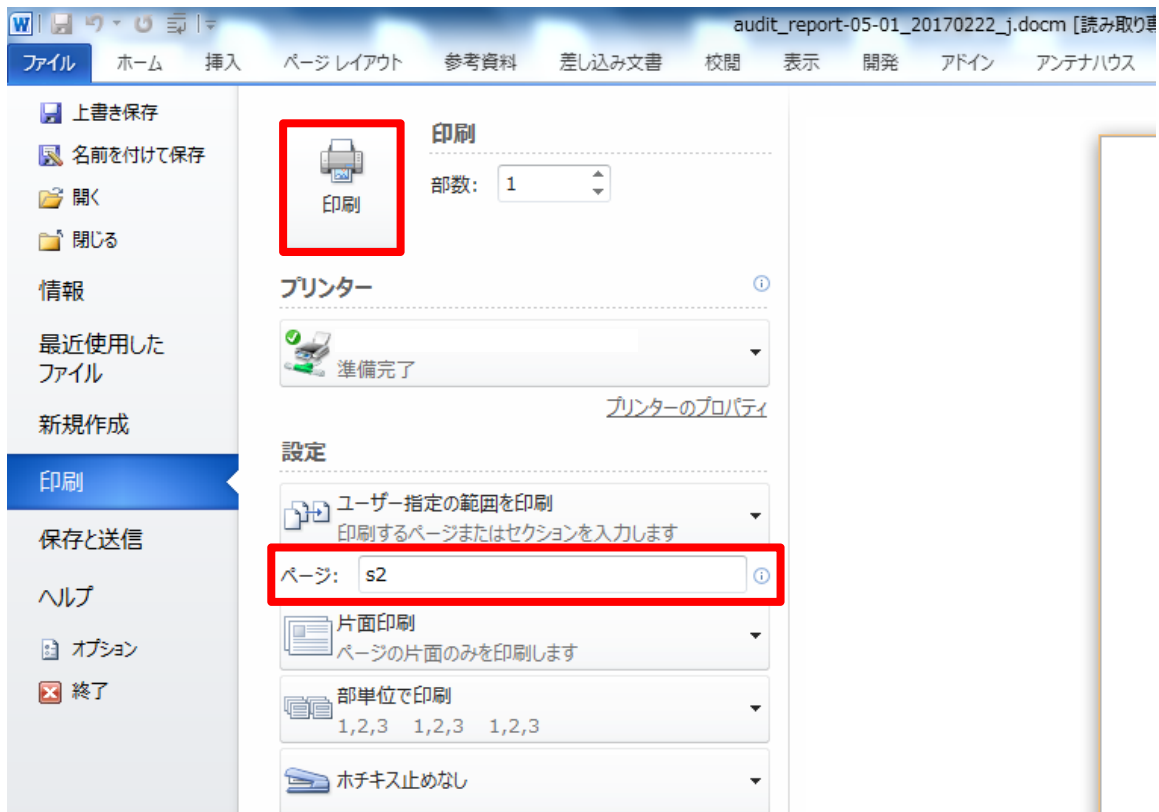 audit_report-05-01_20170222_j.docm [読み取り専
ファイル ホーム 挿入 ページ レイアウト 参考資料 差し込み文書 校閲 表示 開発 アドイン アンテナハウス
上書き保存
名前を付けて保存
開く
閉じる
情報
最近使用した
ファイル
新規作成
印刷
保存と送信
ヘルプ
オプション
終了
印刷
印刷
部数: 1
プリンター
準備完了
プリンターのプロパティ
設定
ユーザー指定の範囲を印刷
印刷するページまたはセクションを入力します
ページ: s2
片面印刷
ページの片面のみを印刷します
部単位で印刷
1,2,3 1,2,3 1,2,3
ホチキス止めなし